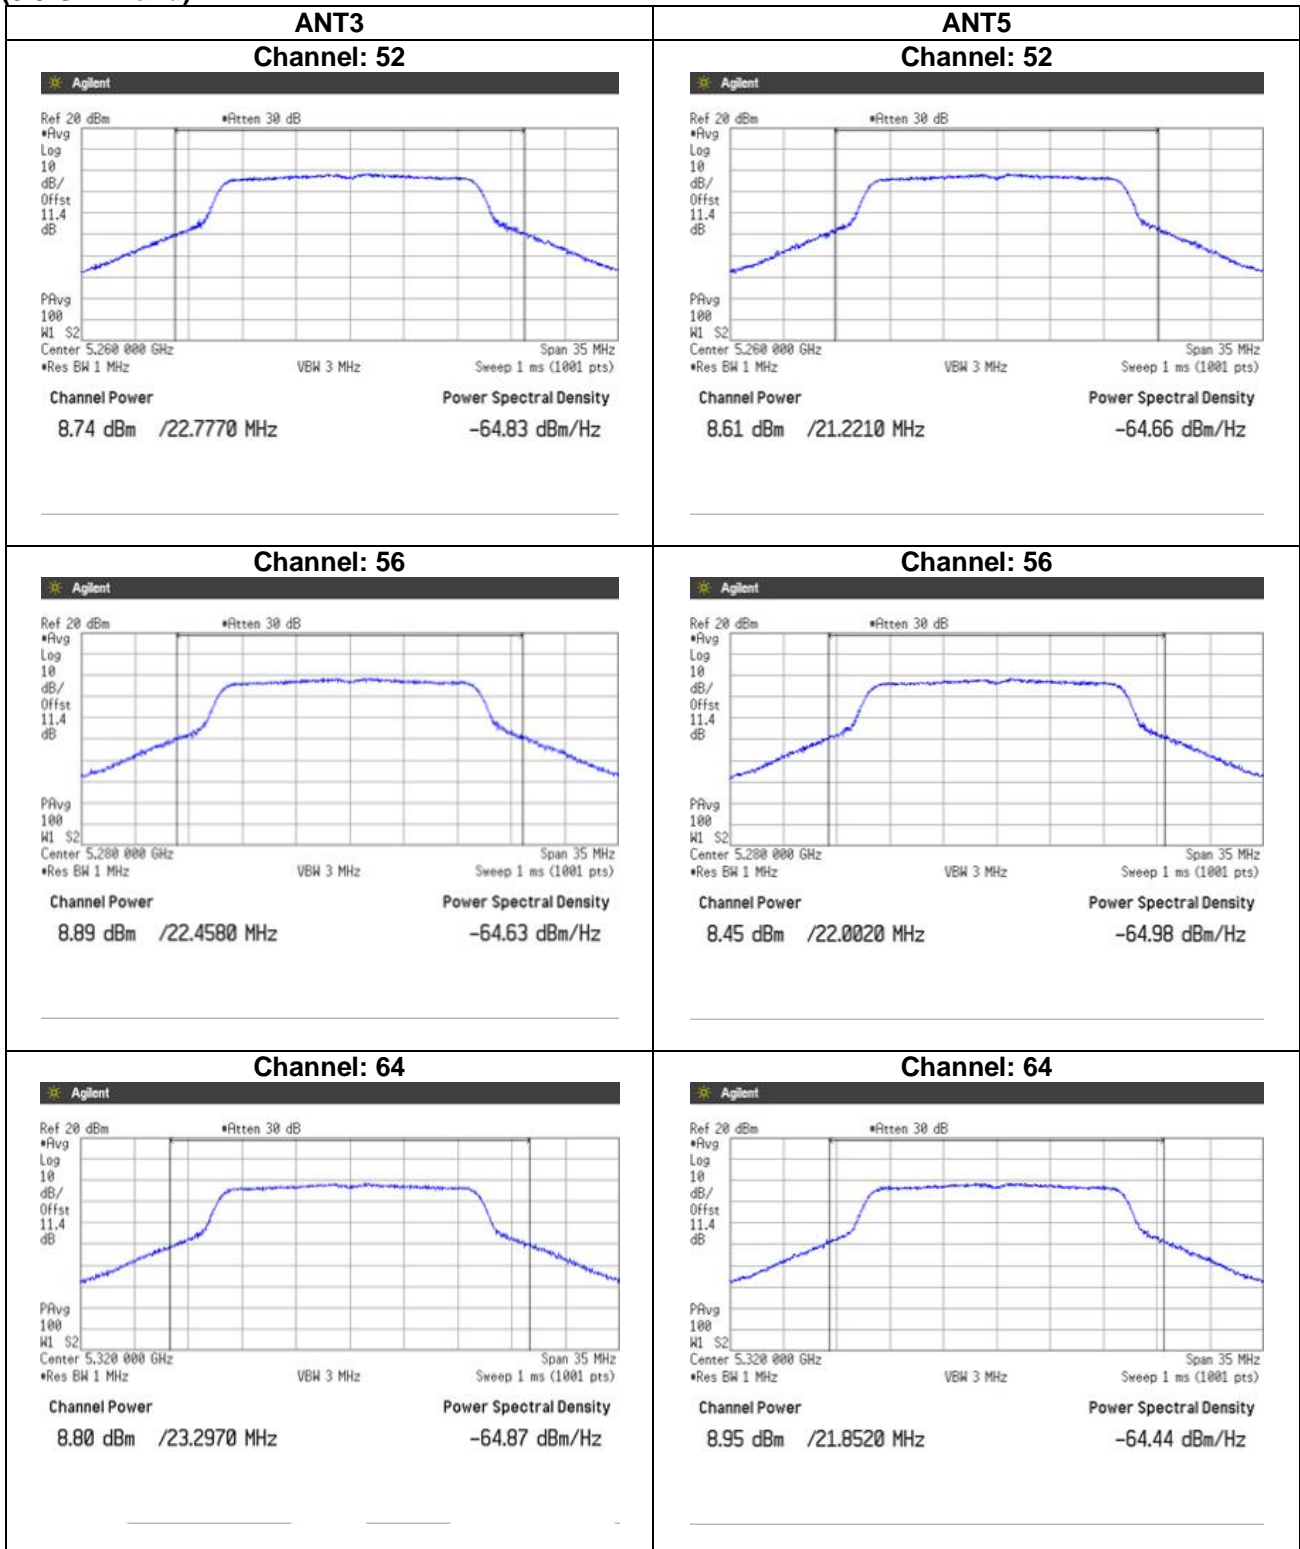 ANT3 ANT5
Channel: 52 Channel: 52
Agilent Agilent
Ref 20 dBm *Atten 30 dB Ref 20 dBm *Atten 30 dB
*Avg *Avg
Log Log
10 10
dB/ dB/
Offst Offst
11.4 11.4
dB dB
PAvg PAvg
100 100
W1 S2 W1 S2
Center 5.260 000 GHz Span 35 MHz Center 5.260 000 GHz Span 35 MHz
*Res BW 1 MHz VBW 3 MHz Sweep 1 ms (1001 pts) *Res BW 1 MHz VBW 3 MHz Sweep 1 ms (1001 pts)
Channel Power Power Spectral Density Channel Power Power Spectral Density
8.74 dBm /22.7770 MHz -64.83 dBm/Hz 8.61 dBm /21.2210 MHz -64.66 dBm/Hz
Channel: 56 Channel: 56
Agilent Agilent
Ref 20 dBm *Atten 30 dB Ref 20 dBm *Atten 30 dB
*Avg *Avg
Log Log
10 10
dB/ dB/
Offst Offst
11.4 11.4
dB dB
PAvg PAvg
100 100
W1 S2 W1 S2
Center 5.280 000 GHz Span 35 MHz Center 5.280 000 GHz Span 35 MHz
*Res BW 1 MHz VBW 3 MHz Sweep 1 ms (1001 pts) *Res BW 1 MHz VBW 3 MHz Sweep 1 ms (1001 pts)
Channel Power Power Spectral Density Channel Power Power Spectral Density
8.89 dBm /22.4580 MHz -64.63 dBm/Hz 8.45 dBm /22.0020 MHz -64.98 dBm/Hz
Channel: 64 Channel: 64
Agilent Agilent
Ref 20 dBm *Atten 30 dB Ref 20 dBm *Atten 30 dB
*Avg *Avg
Log Log
10 10
dB/ dB/
Offst Offst
11.4 11.4
dB dB
PAvg PAvg
100 100
W1 S2 W1 S2
Center 5.320 000 GHz Span 35 MHz Center 5.320 000 GHz Span 35 MHz
*Res BW 1 MHz VBW 3 MHz Sweep 1 ms (1001 pts) *Res BW 1 MHz VBW 3 MHz Sweep 1 ms (1001 pts)
Channel Power Power Spectral Density Channel Power Power Spectral Density
8.80 dBm /23.2970 MHz -64.87 dBm/Hz 8.95 dBm /21.8520 MHz -64.44 dBm/Hz